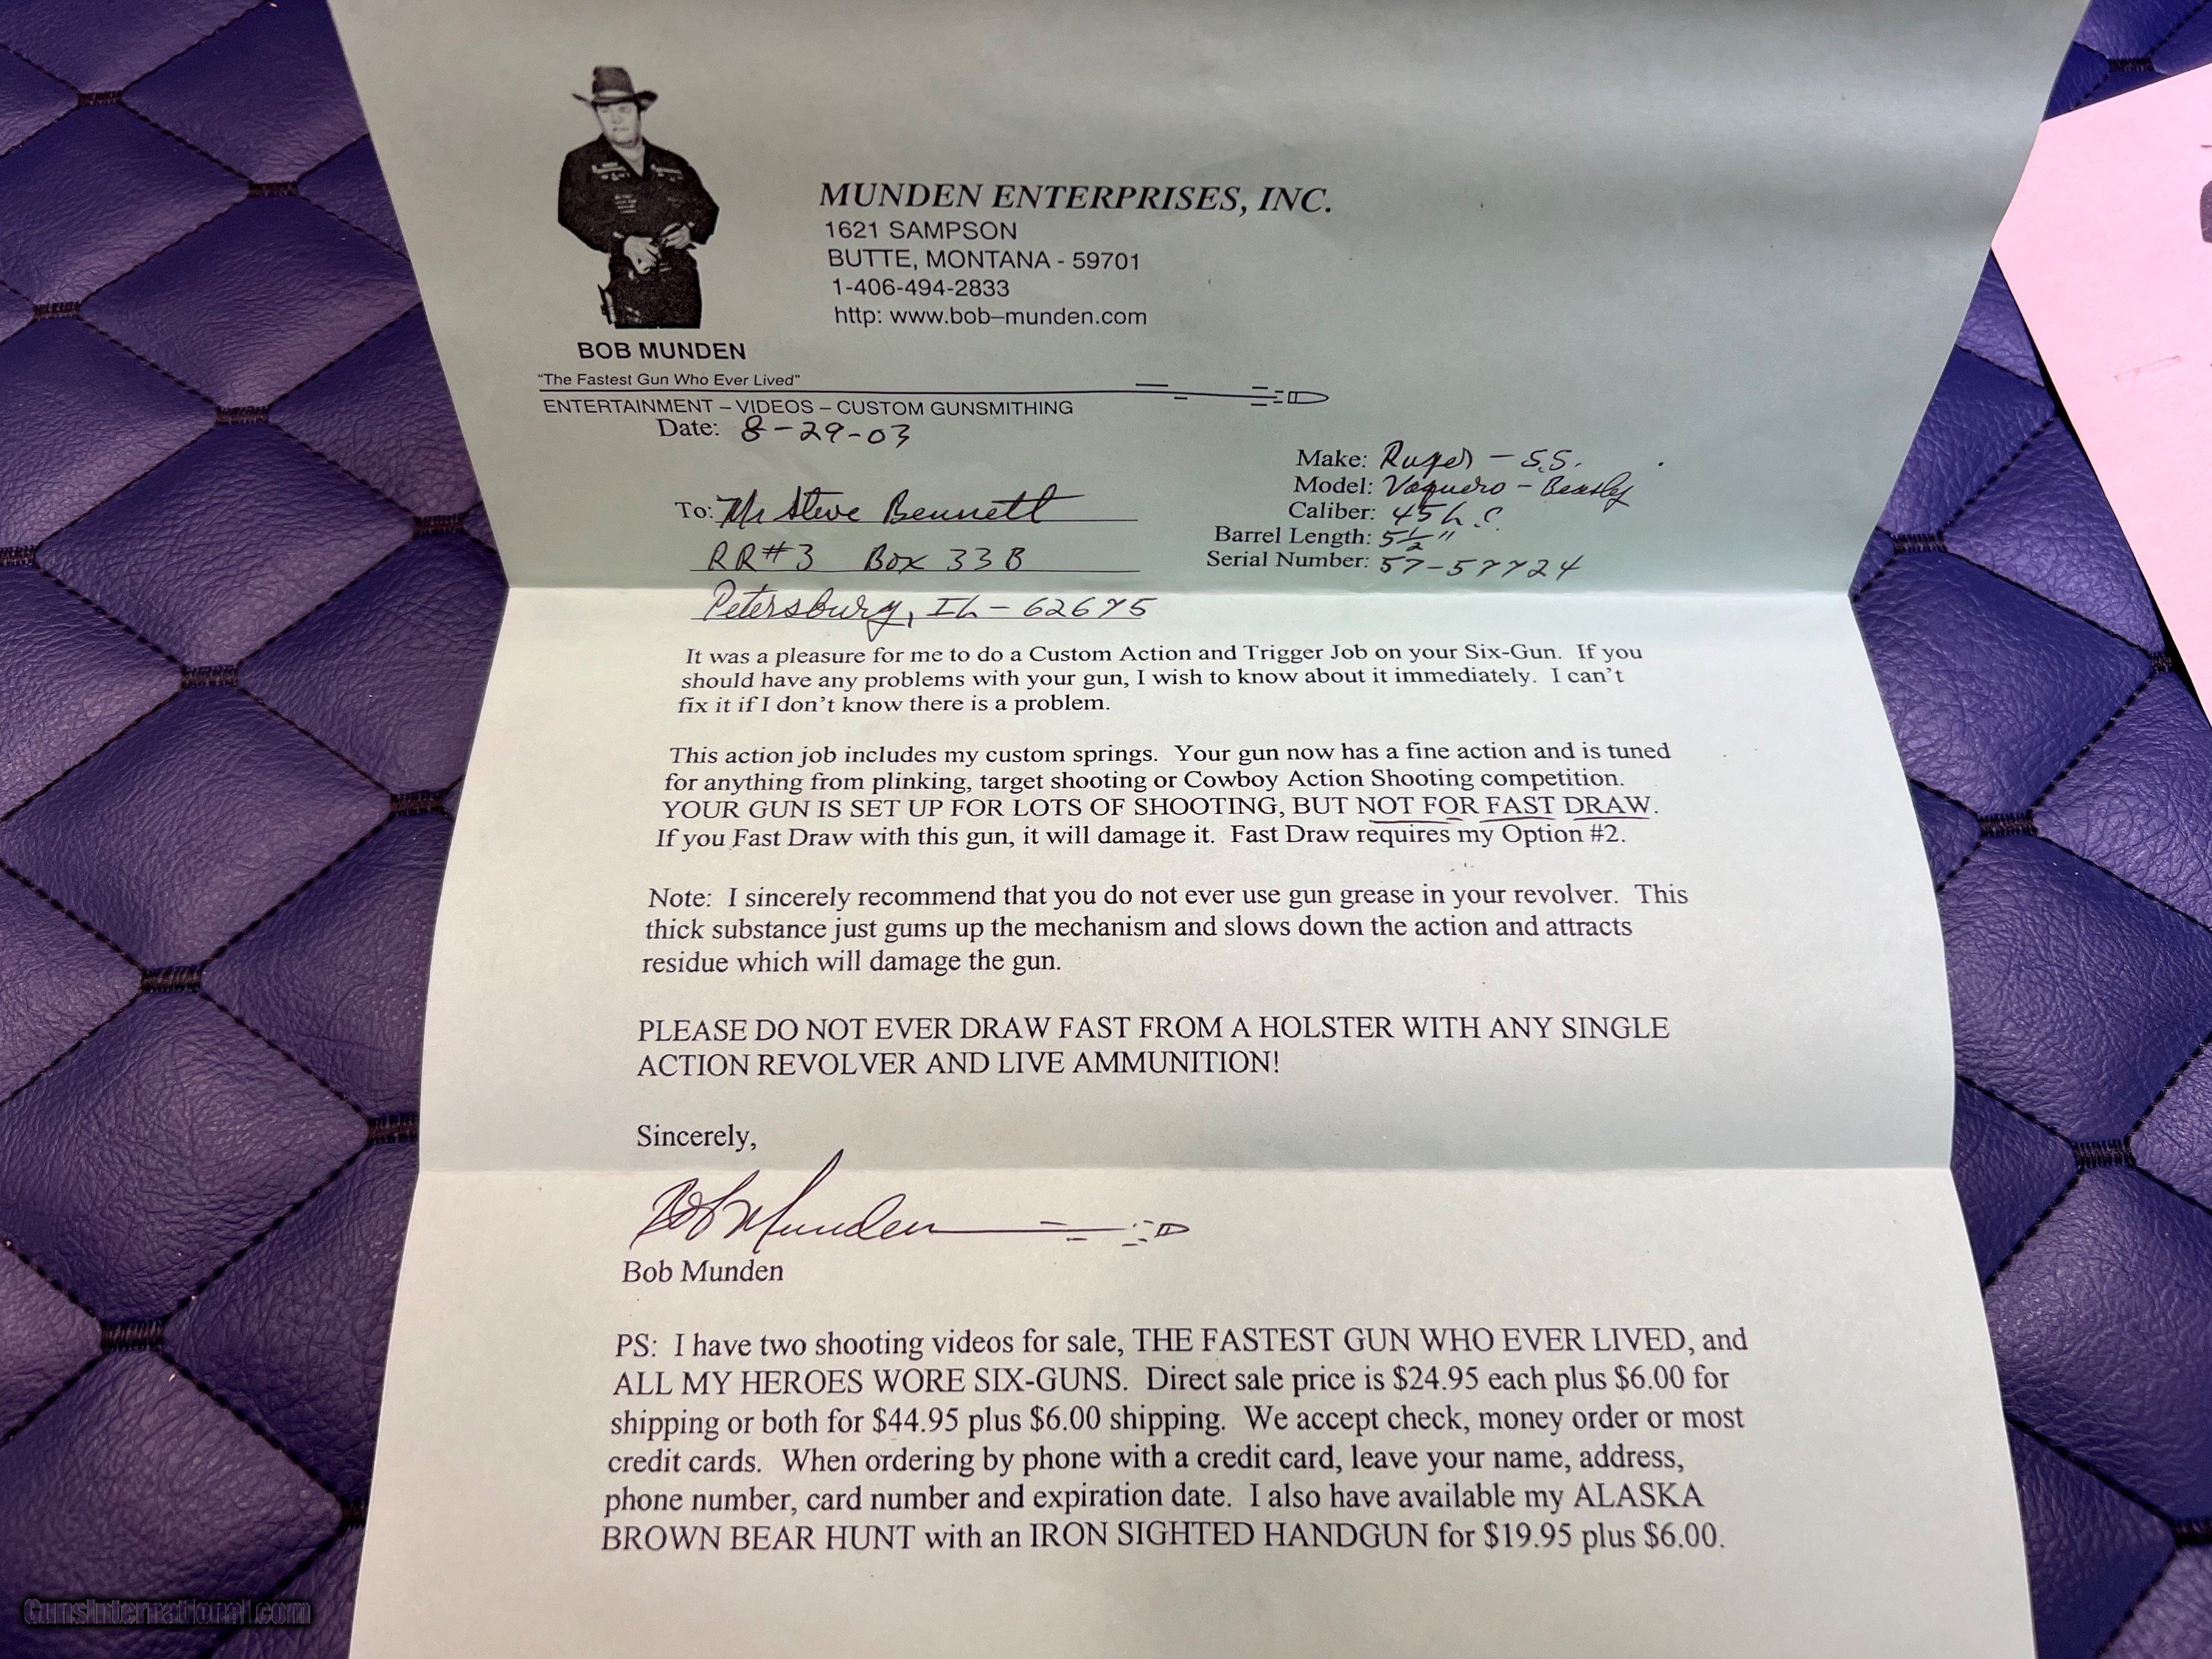 MUNDEN ENTERPRISES, INC.
1621 SAMPSON
BUTTE, MONTANA - 59701
1-406-494-2833
http: www.bob–munden.com
BOB MUNDEN
"The Fastest Gun Who Ever Lived"
ENTERTAINMENT – VIDEOS – CUSTOM GUNSMITHING
Date: 8-29-03
Make: Ruger - S.S.
Model: Vaquero - Beasley
Caliber: 45 L.C.
Barrel Length: 5½"
Serial Number: 57-57724
To: Mr Steve Bennett
RR#3 Box 33B
Petersburg, IL - 62675
It was a pleasure for me to do a Custom Action and Trigger Job on your Six-Gun. If you
should have any problems with your gun, I wish to know about it immediately. I can't
fix it if I don't know there is a problem.
This action job includes my custom springs. Your gun now has a fine action and is tuned
for anything from plinking, target shooting or Cowboy Action Shooting competition.
YOUR GUN IS SET UP FOR LOTS OF SHOOTING, BUT NOT FOR FAST DRAW.
If you Fast Draw with this gun, it will damage it. Fast Draw requires my Option #2.
Note: I sincerely recommend that you do not ever use gun grease in your revolver. This
thick substance just gums up the mechanism and slows down the action and attracts
residue which will damage the gun.
PLEASE DO NOT EVER DRAW FAST FROM A HOLSTER WITH ANY SINGLE
ACTION REVOLVER AND LIVE AMMUNITION!
Sincerely,
Bob Munden
Bob Munden
PS: I have two shooting videos for sale, THE FASTEST GUN WHO EVER LIVED, and
ALL MY HEROES WORE SIX-GUNS. Direct sale price is $24.95 each plus $6.00 for
shipping or both for $44.95 plus $6.00 shipping. We accept check, money order or most
credit cards. When ordering by phone with a credit card, leave your name, address,
phone number, card number and expiration date. I also have available my ALASKA
BROWN BEAR HUNT with an IRON SIGHTED HANDGUN for $19.95 plus $6.00.
GunsInternational.com